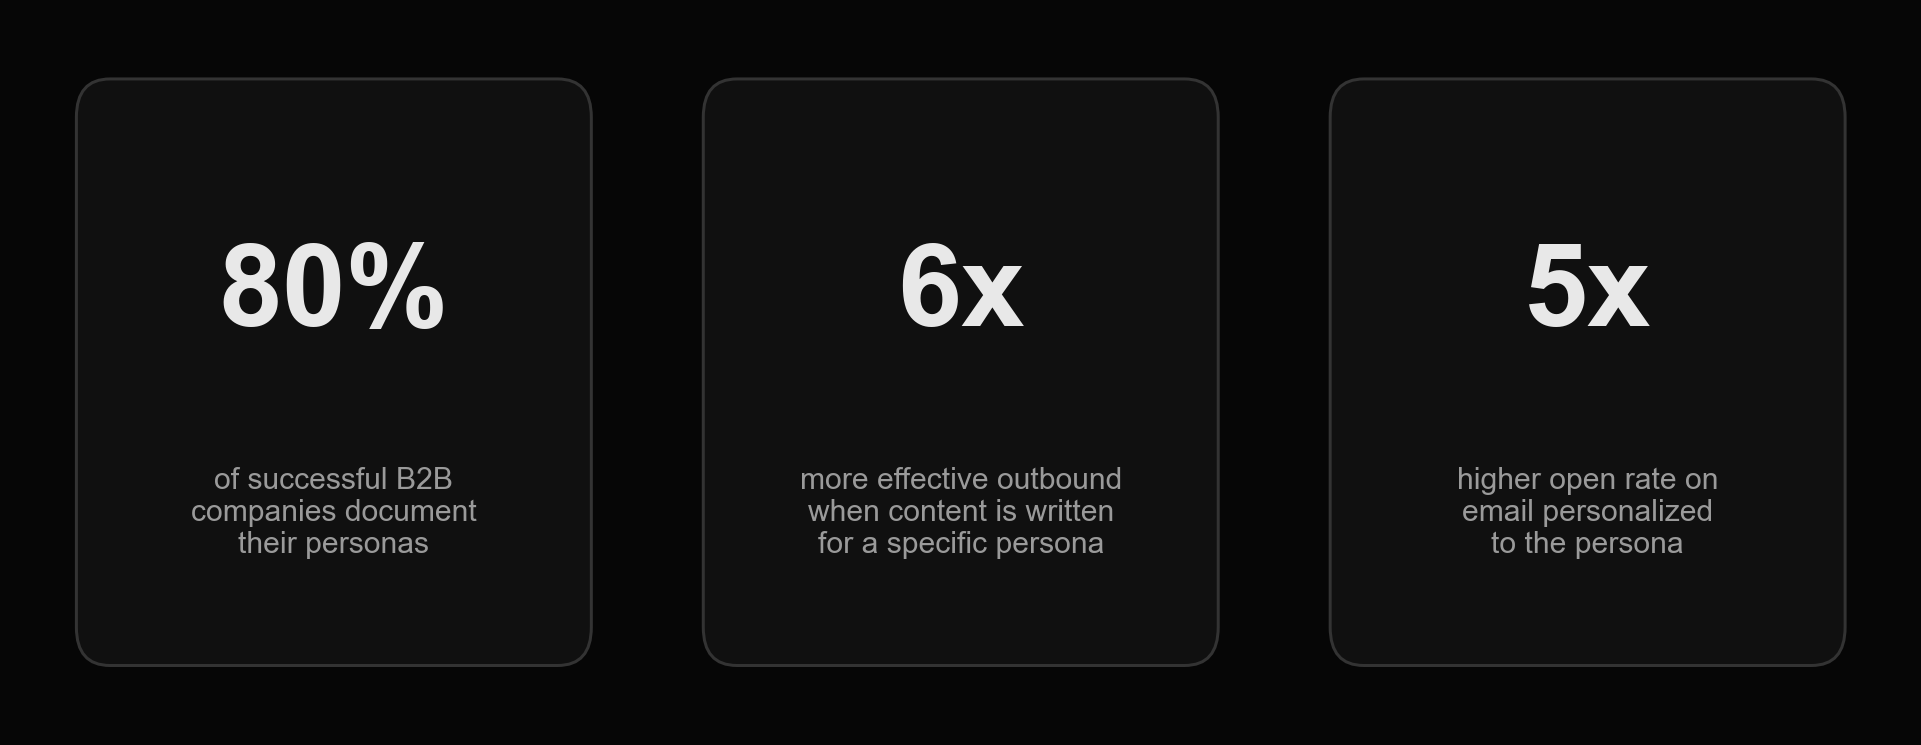 80%
of successful B2B
companies document
their personas
6x
more effective outbound
when content is written
for a specific persona
5x
higher open rate on
email personalized
to the persona